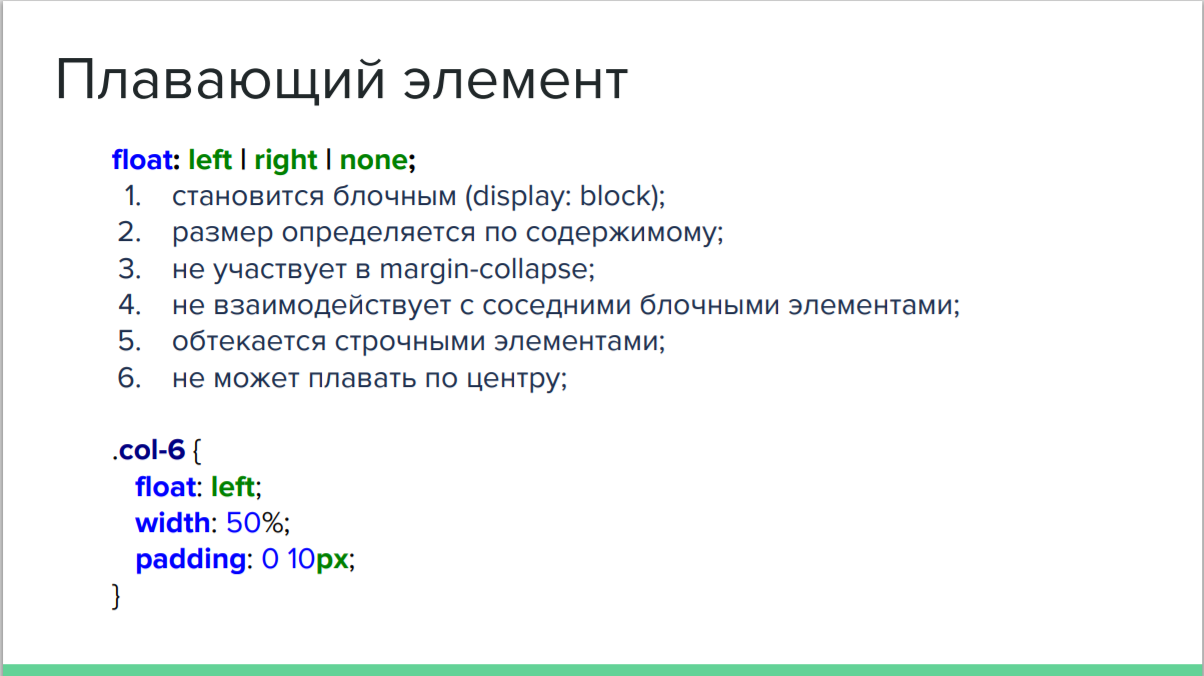 Плавающий элемент
float: left | right | none;
1. становится блочным (display: block);
2. размер определяется по содержимому;
3. не участвует в margin-collapse;
4. не взаимодействует с соседними блочными элементами;
5. обтекается строчными элементами;
6. не может плавать по центру;
.col-6 {
float: left;
width: 50%;
padding: 0 10px;
}